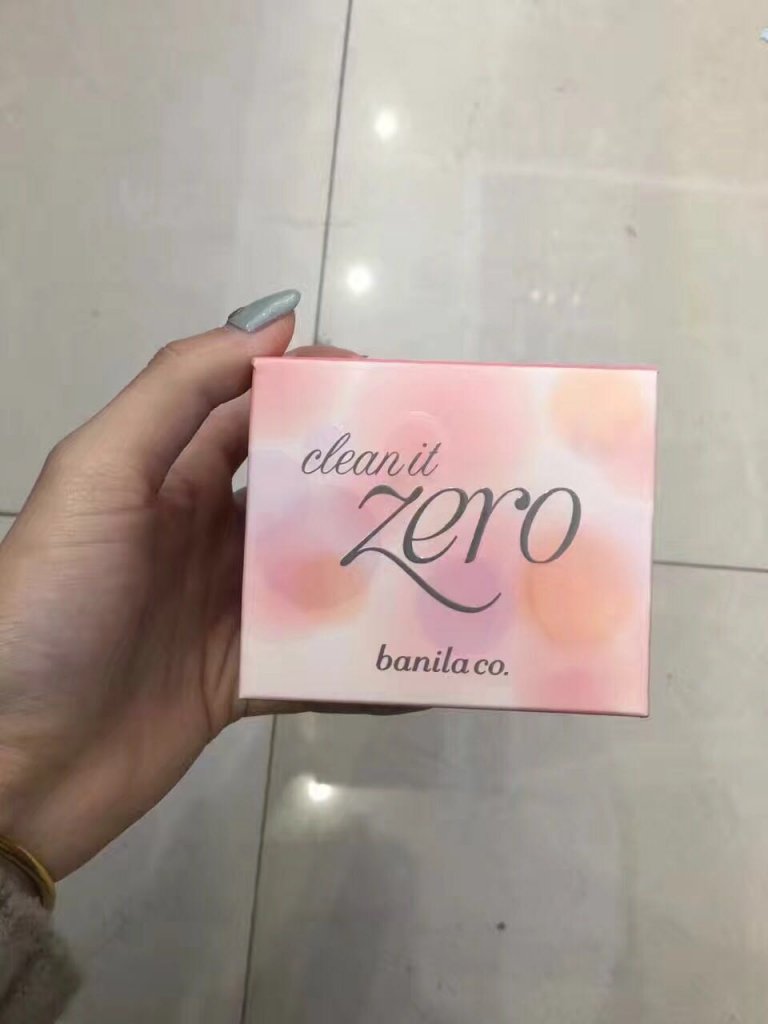 clean it
zero
banila co.